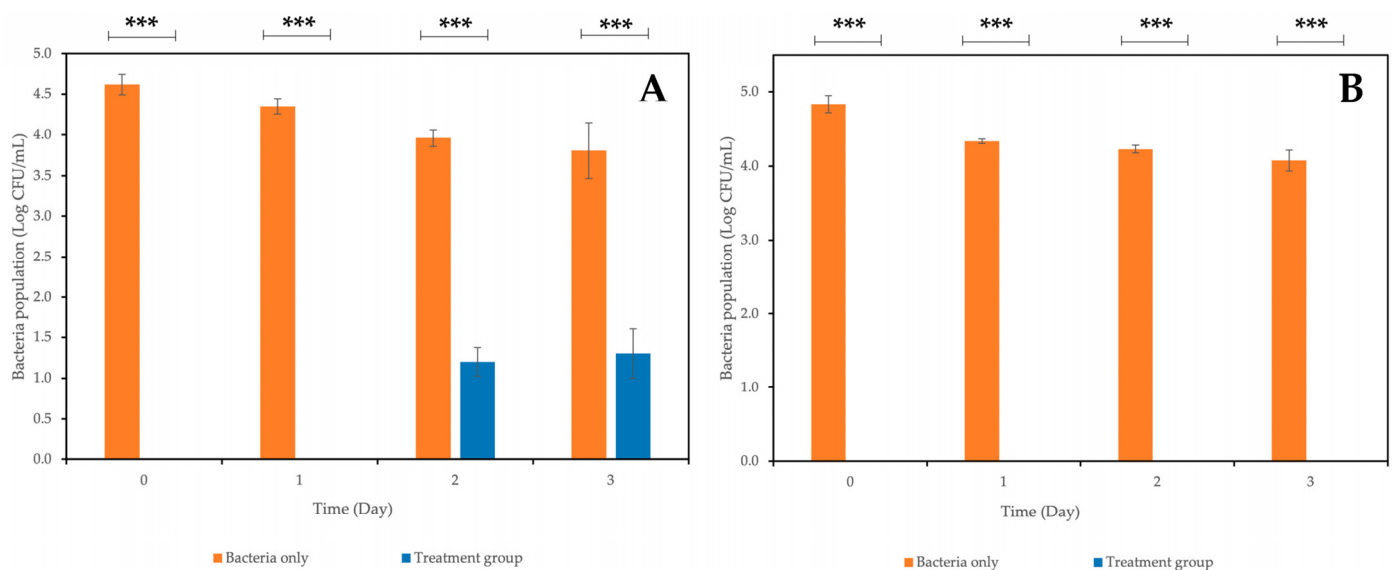 *** *** *** ***
A
5.0
4.5
4.0
3.5
3.0
2.5
2.0
1.5
1.0
0.5
0.0
Bacteria population (Log CFU/mL)
0 1 2 3
Time (Day)
Bacteria only Treatment group
*** *** *** ***
B
5.0
4.0
3.0
2.0
1.0
0.0
Bacteria population (Log CFU/mL)
0 1 2 3
Time (Day)
Bacteria only Treatment group